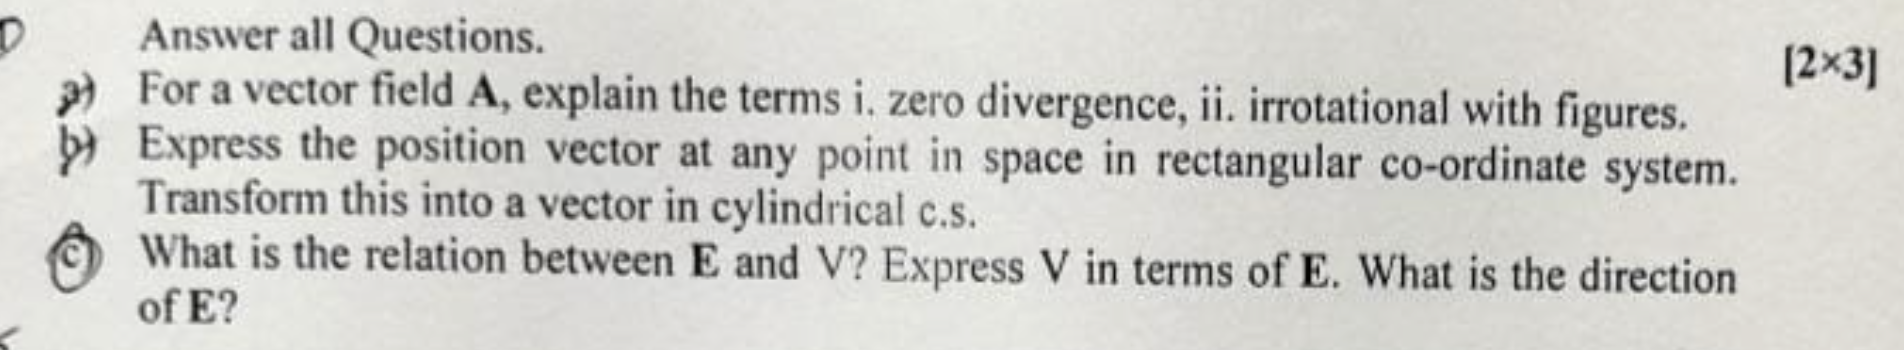 Answer all Questions. [2×3]
a) For a vector field A, explain the terms i. zero divergence, ii. irrotational with figures.
b) Express the position vector at any point in space in rectangular co-ordinate system.
Transform this into a vector in cylindrical c.s.
c) What is the relation between E and V? Express V in terms of E. What is the direction
of E?